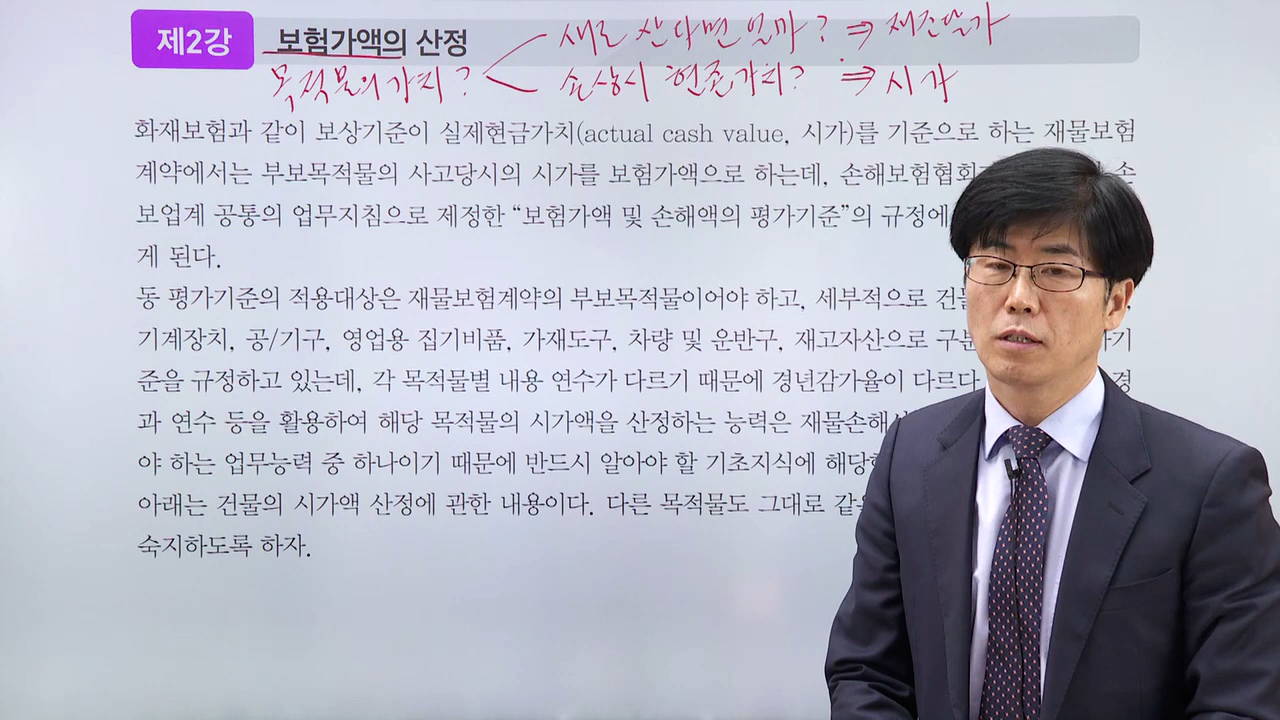 제2강 보험가액의 산정
새로 산다면 얼마? ⇒ 재조달가
목적물의 가치? 손상시 현존가치? ⇒ 시가
화재보험과 같이 보상기준이 실제현금가치(actual cash value, 시가)를 기준으로 하는 재물보험
계약에서는 부보목적물의 사고당시의 시가를 보험가액으로 하는데, 손해보험협회 손
보업계 공통의 업무지침으로 제정한 “보험가액 및 손해액의 평가기준”의 규정에
게 된다.
동 평가기준의 적용대상은 재물보험계약의 부보목적물이어야 하고, 세부적으로
기계장치, 공/기구, 영업용 집기비품, 가재도구, 차량 및 운반구, 재고자산으로
준을 규정하고 있는데, 각 목적물별 내용 연수가 다르기 때문에 경년감가율이 다르다 경
과 연수 등을 활용하여 해당 목적물의 시가액을 산정하는 능력은
야 하는 업무능력 중 하나이기 때문에 반드시 알아야 할 기초지식에
아래는 건물의 시가액 산정에 관한 내용이다. 다른 목적물도 그대로
숙지하도록 하자.